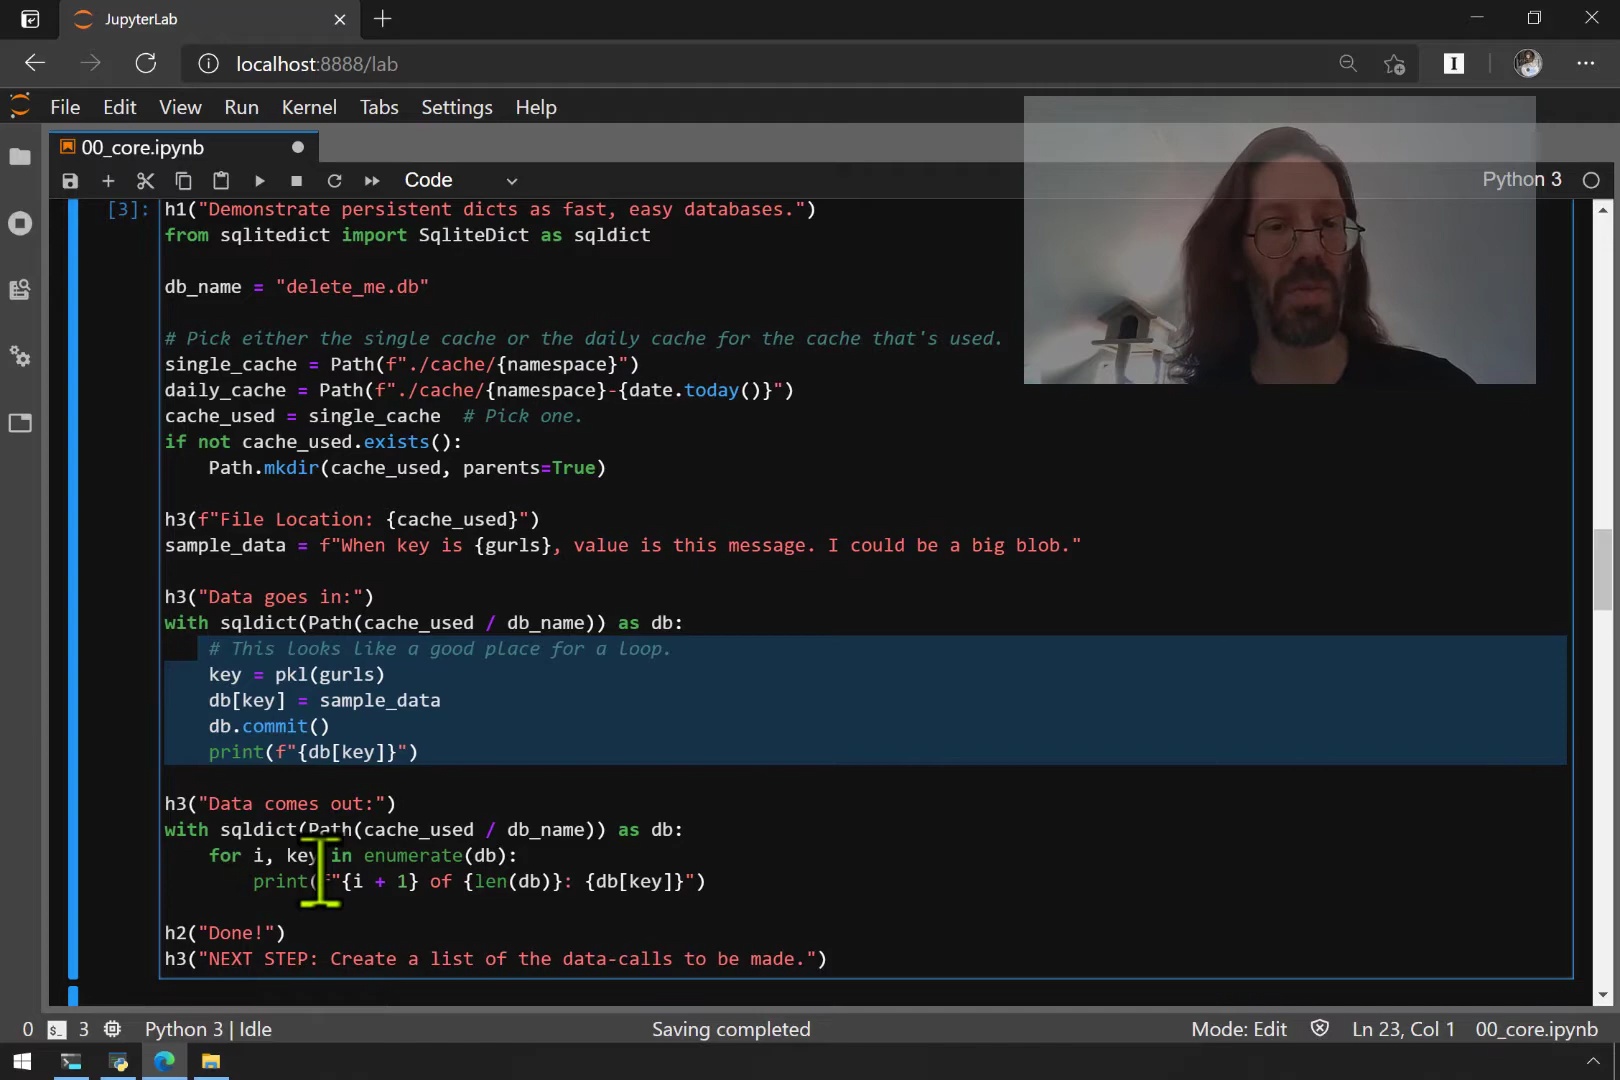 JupyterLab
localhost:8888/lab
I
File Edit View Run Kernel Tabs Settings Help
00_core.ipynb
Code
Python 3
[3]: h1("Demonstrate persistent dicts as fast, easy databases.")
from sqlitedict import SqliteDict as sqldict
db_name = "delete_me.db"
# Pick either the single cache or the daily cache for the cache that's used.
single_cache = Path(f"./cache/{namespace}")
daily_cache = Path(f"./cache/{namespace}-{date.today()}")
cache_used = single_cache  # Pick one.
if not cache_used.exists():
    Path.mkdir(cache_used, parents=True)
h3(f"File Location: {cache_used}")
sample_data = f"When key is {gurls}, value is this message. I could be a big blob."
h3("Data goes in:")
with sqldict(Path(cache_used / db_name)) as db:
    # This looks like a good place for a loop.
    key = pkl(gurls)
    db[key] = sample_data
    db.commit()
    print(f"{db[key]}")
h3("Data comes out:")
with sqldict(Path(cache_used / db_name)) as db:
    for i, key in enumerate(db):
        print(f"{i + 1} of {len(db)}: {db[key]}")
h2("Done!")
h3("NEXT STEP: Create a list of the data-calls to be made.")
0 $_ 3 Python 3 | Idle Saving completed Mode: Edit Ln 23, Col 1 00_core.ipynb